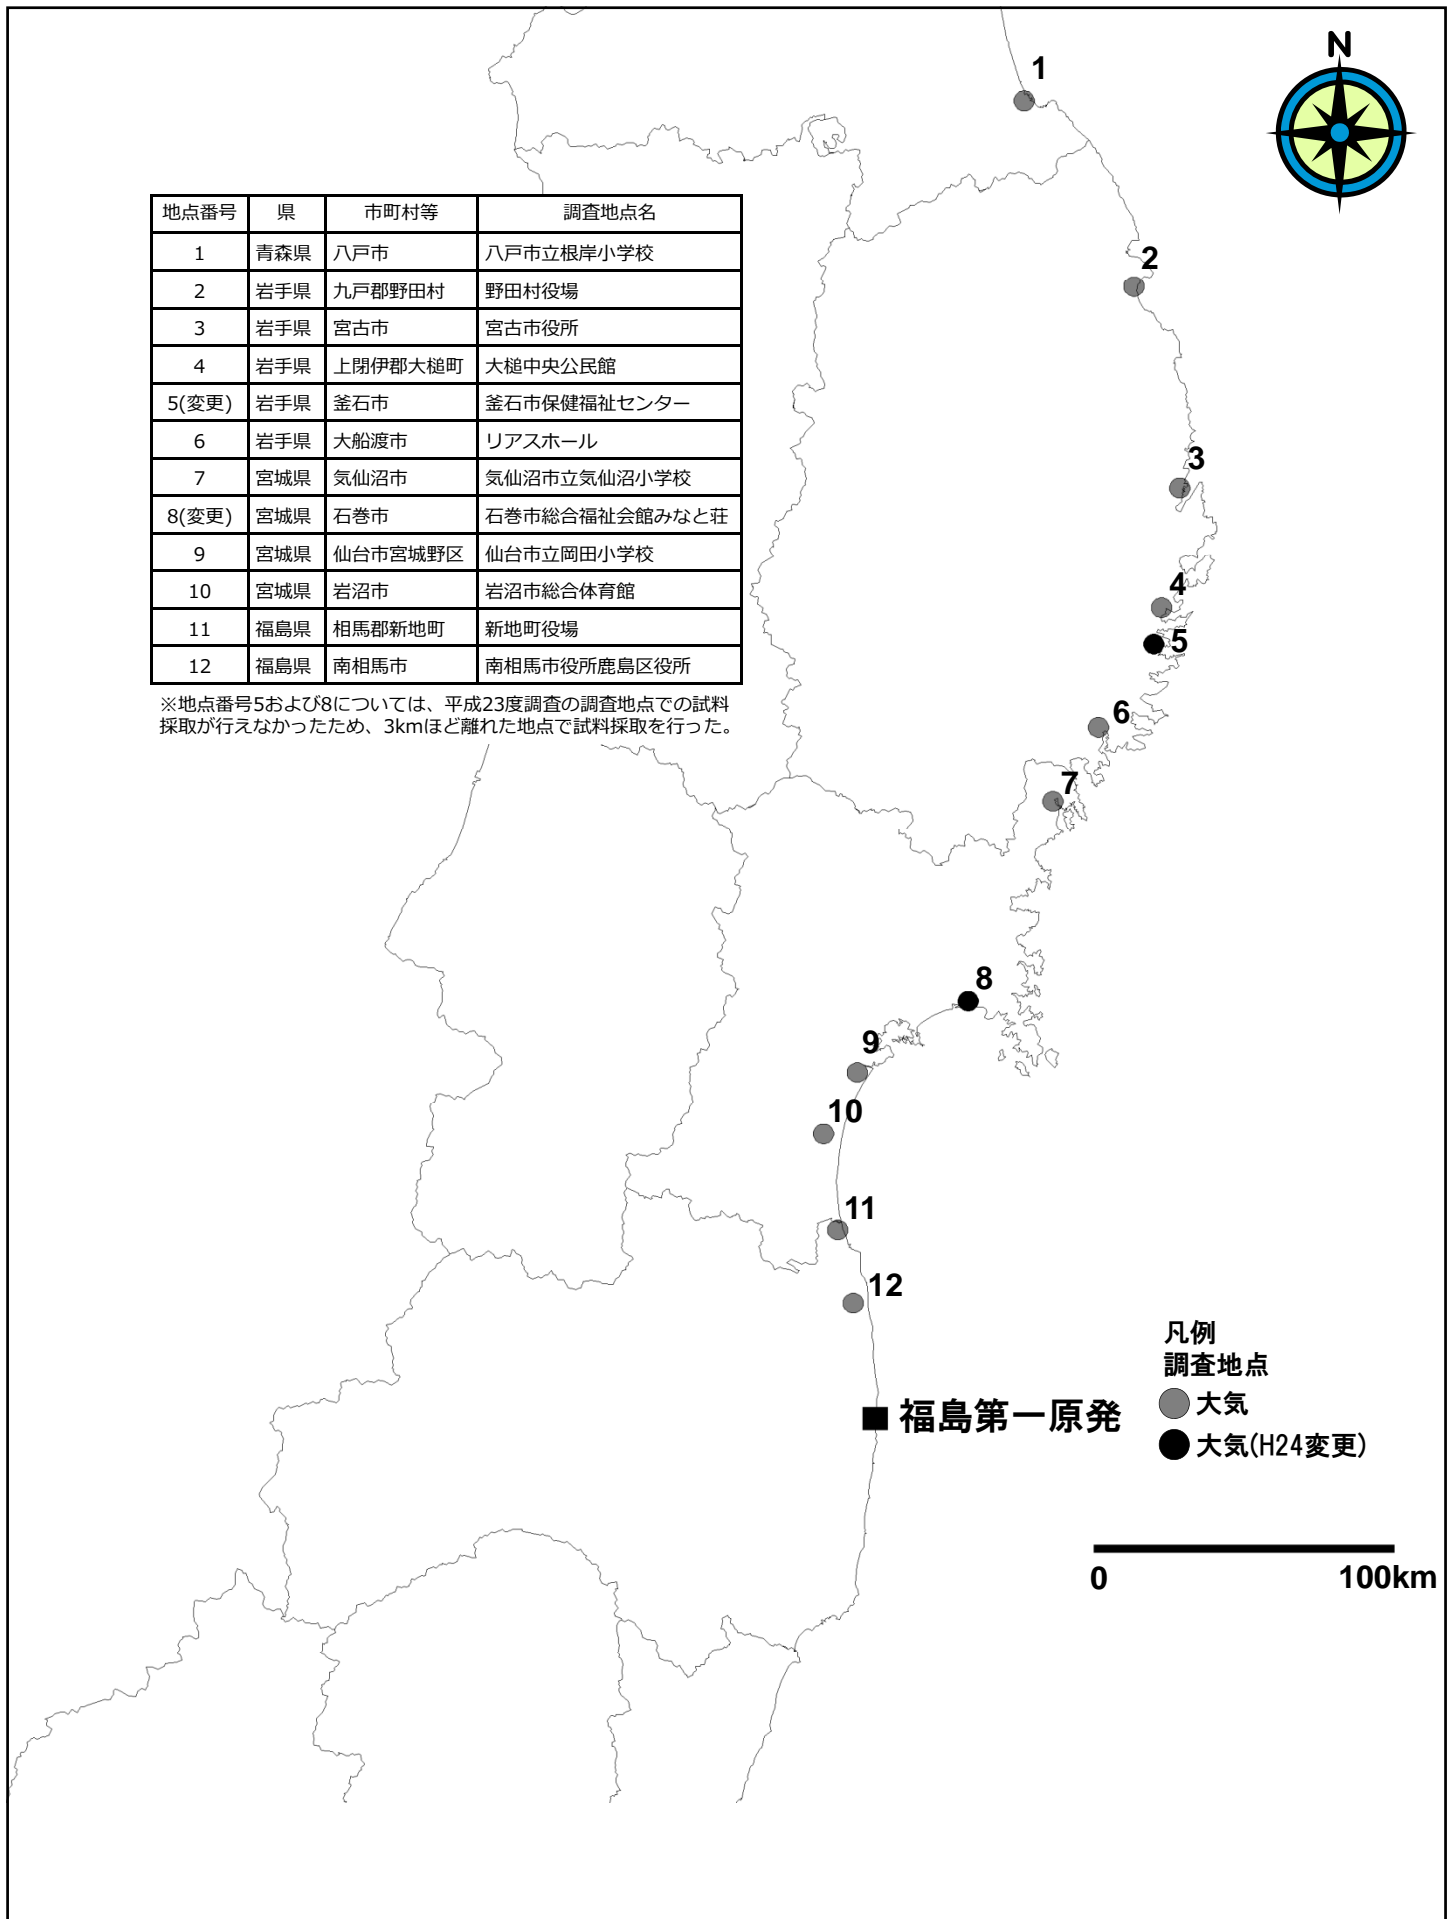 N
1
2
3
4
5
6
7
8
9
10
11
12
地点番号 県 市町村等 調査地点名
1 青森県 八戸市 八戸市立根岸小学校
2 岩手県 九戸郡野田村 野田村役場
3 岩手県 宮古市 宮古市役所
4 岩手県 上閉伊郡大槌町 大槌中央公民館
5(変更) 岩手県 釜石市 釜石市保健福祉センター
6 岩手県 大船渡市 リアスホール
7 宮城県 気仙沼市 気仙沼市立気仙沼小学校
8(変更) 宮城県 石巻市 石巻市総合福祉会館みなと荘
9 宮城県 仙台市宮城野区 仙台市立岡田小学校
10 宮城県 岩沼市 岩沼市総合体育館
11 福島県 相馬郡新地町 新地町役場
12 福島県 南相馬市 南相馬市役所鹿島区役所
※地点番号5および8については、平成23度調査の調査地点での試料
採取が行えなかったため、3kmほど離れた地点で試料採取を行った。
福島第一原発
凡例
調査地点
大気
大気(H24変更)
0 100km